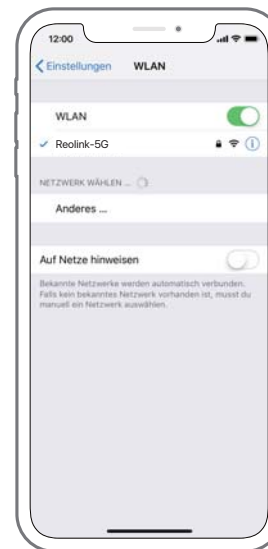 12:00
Einstellungen WLAN
WLAN
Reolink-5G
NETZWERK WÄHLEN ...
Anderes ...
Auf Netze hinweisen
Bekannte Netzwerke werden automatisch verbunden.
Falls kein bekanntes Netzwerk vorhanden ist, musst du
manuell ein Netzwerk auswählen.